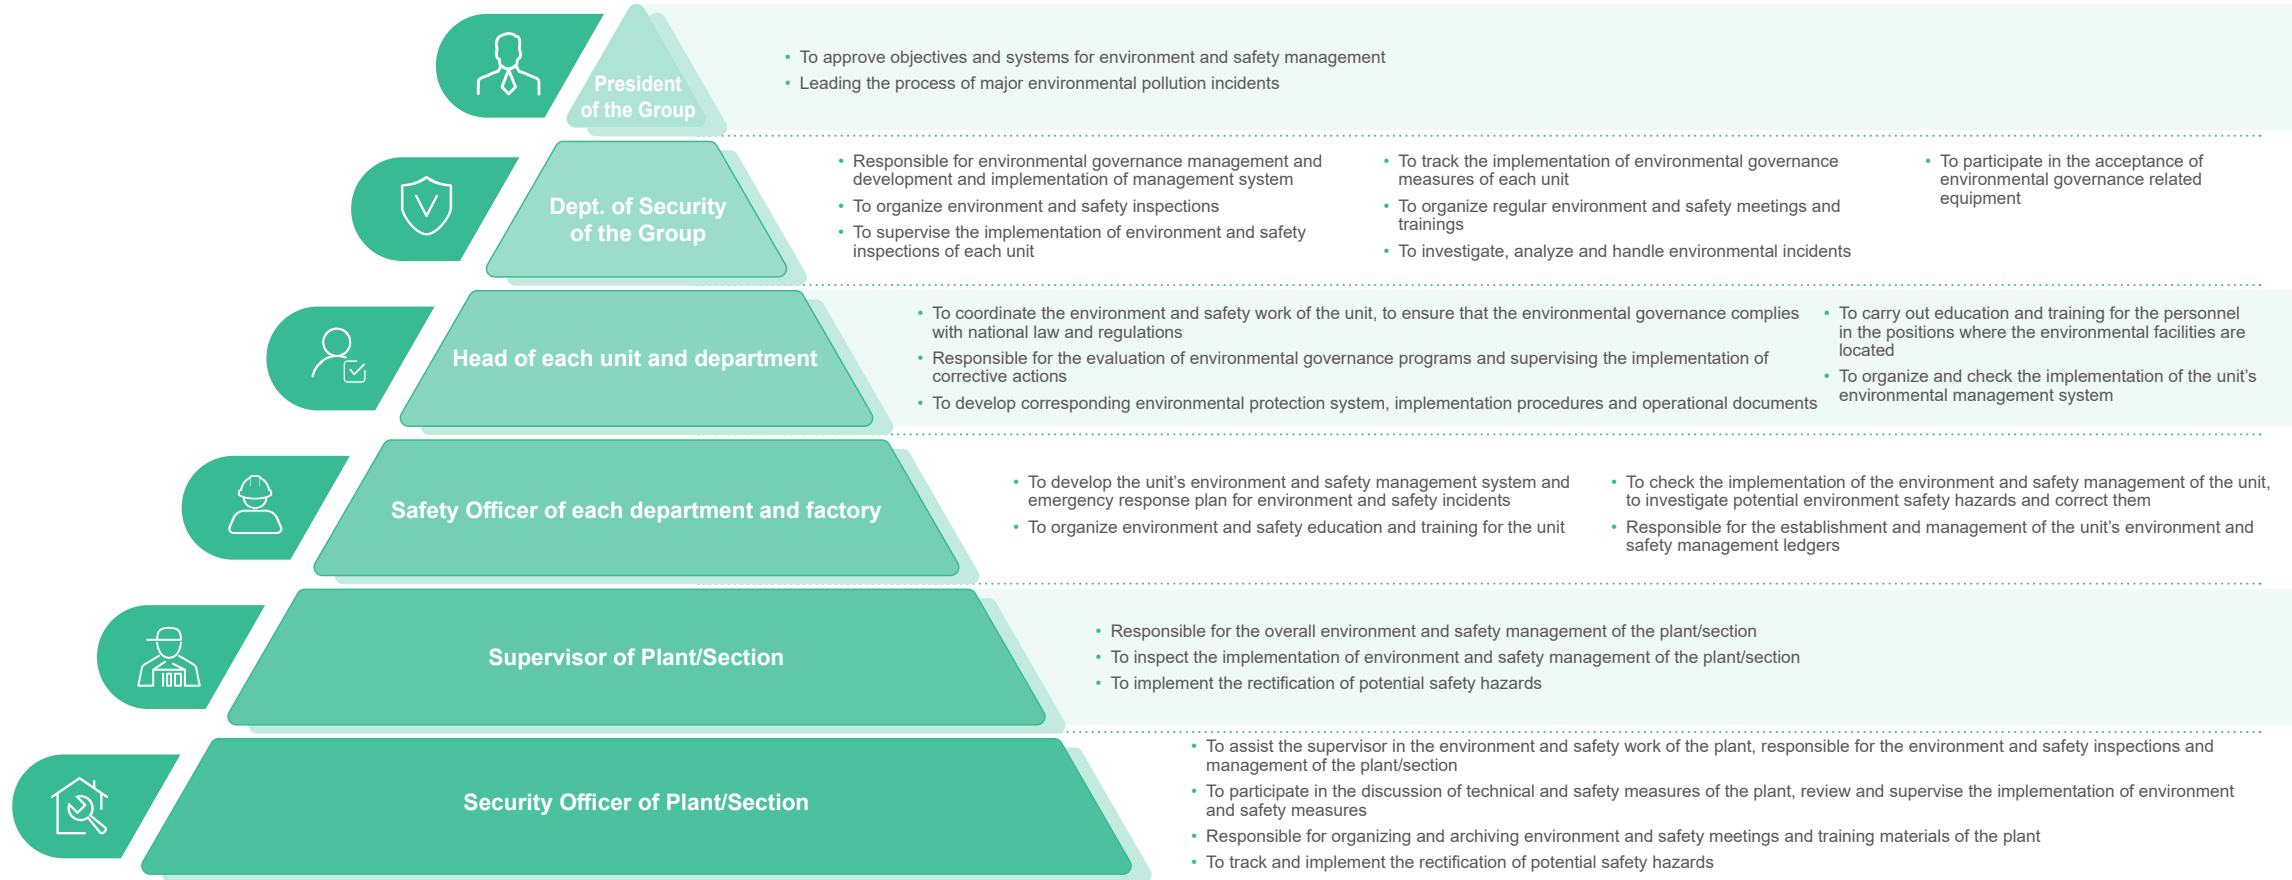 President
of the Group
• To approve objectives and systems for environment and safety management
• Leading the process of major environmental pollution incidents
Dept. of Security
of the Group
• Responsible for environmental governance management and
development and implementation of management system
• To organize environment and safety inspections
• To supervise the implementation of environment and safety
inspections of each unit
• To track the implementation of environmental governance
measures of each unit
• To organize regular environment and safety meetings and
trainings
• To investigate, analyze and handle environmental incidents
• To participate in the acceptance of
environmental governance related
equipment
Head of each unit and department
• To coordinate the environment and safety work of the unit, to ensure that the environmental governance complies
with national law and regulations
• Responsible for the evaluation of environmental governance programs and supervising the implementation of
corrective actions
• To develop corresponding environmental protection system, implementation procedures and operational documents
• To carry out education and training for the personnel
in the positions where the environmental facilities are
located
• To organize and check the implementation of the unit’s
environmental management system
Safety Officer of each department and factory
• To develop the unit’s environment and safety management system and
emergency response plan for environment and safety incidents
• To organize environment and safety education and training for the unit
• To check the implementation of the environment and safety management of the unit,
to investigate potential environment safety hazards and correct them
• Responsible for the establishment and management of the unit’s environment and
safety management ledgers
Supervisor of Plant/Section
• Responsible for the overall environment and safety management of the plant/section
• To inspect the implementation of environment and safety management of the plant/section
• To implement the rectification of potential safety hazards
Security Officer of Plant/Section
• To assist the supervisor in the environment and safety work of the plant, responsible for the environment and safety inspections and
management of the plant/section
• To participate in the discussion of technical and safety measures of the plant, review and supervise the implementation of environment
and safety measures
• Responsible for organizing and archiving environment and safety meetings and training materials of the plant
• To track and implement the rectification of potential safety hazards